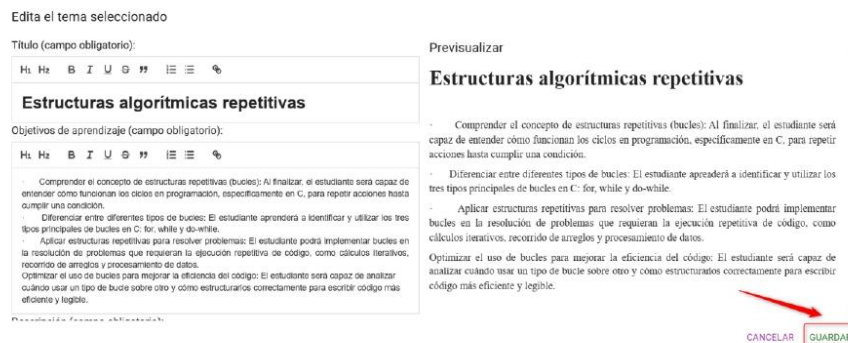 Edita el tema seleccionado
Título (campo obligatorio):
H1 H2 B I U S
Estructuras algorítmicas repetitivas
Objetivos de aprendizaje (campo obligatorio):
H1 H2 B I U S
· Comprender el concepto de estructuras repetitivas (bucles): Al finalizar, el estudiante será capaz de
entender cómo funcionan los ciclos en programación, específicamente en C, para repetir acciones hasta
cumplir una condición.
· Diferenciar entre diferentes tipos de bucles: El estudiante aprenderá a identificar y utilizar los tres
tipos principales de bucles en C: for, while y do-while.
· Aplicar estructuras repetitivas para resolver problemas: El estudiante podrá implementar bucles en
la resolución de problemas que requieran la ejecución repetitiva de código, como cálculos iterativos,
recorrido de arreglos y procesamiento de datos.
Optimizar el uso de bucles para mejorar la eficiencia del código: El estudiante será capaz de analizar
cuándo usar un tipo de bucle sobre otro y cómo estructurarlos correctamente para escribir código más
eficiente y legible.
Previsualizar
Estructuras algorítmicas repetitivas
· Comprender el concepto de estructuras repetitivas (bucles): Al finalizar, el estudiante será
capaz de entender cómo funcionan los ciclos en programación, específicamente en C, para repetir
acciones hasta cumplir una condición.
· Diferenciar entre diferentes tipos de bucles: El estudiante aprenderá a identificar y utilizar los
tres tipos principales de bucles en C: for, while y do-while.
· Aplicar estructuras repetitivas para resolver problemas: El estudiante podrá implementar
bucles en la resolución de problemas que requieran la ejecución repetitiva de código, como
cálculos iterativos, recorrido de arreglos y procesamiento de datos.
Optimizar el uso de bucles para mejorar la eficiencia del código: El estudiante será capaz de
analizar cuándo usar un tipo de bucle sobre otro y cómo estructurarlos correctamente para escribir
código más eficiente y legible.
CANCELAR GUARDAR